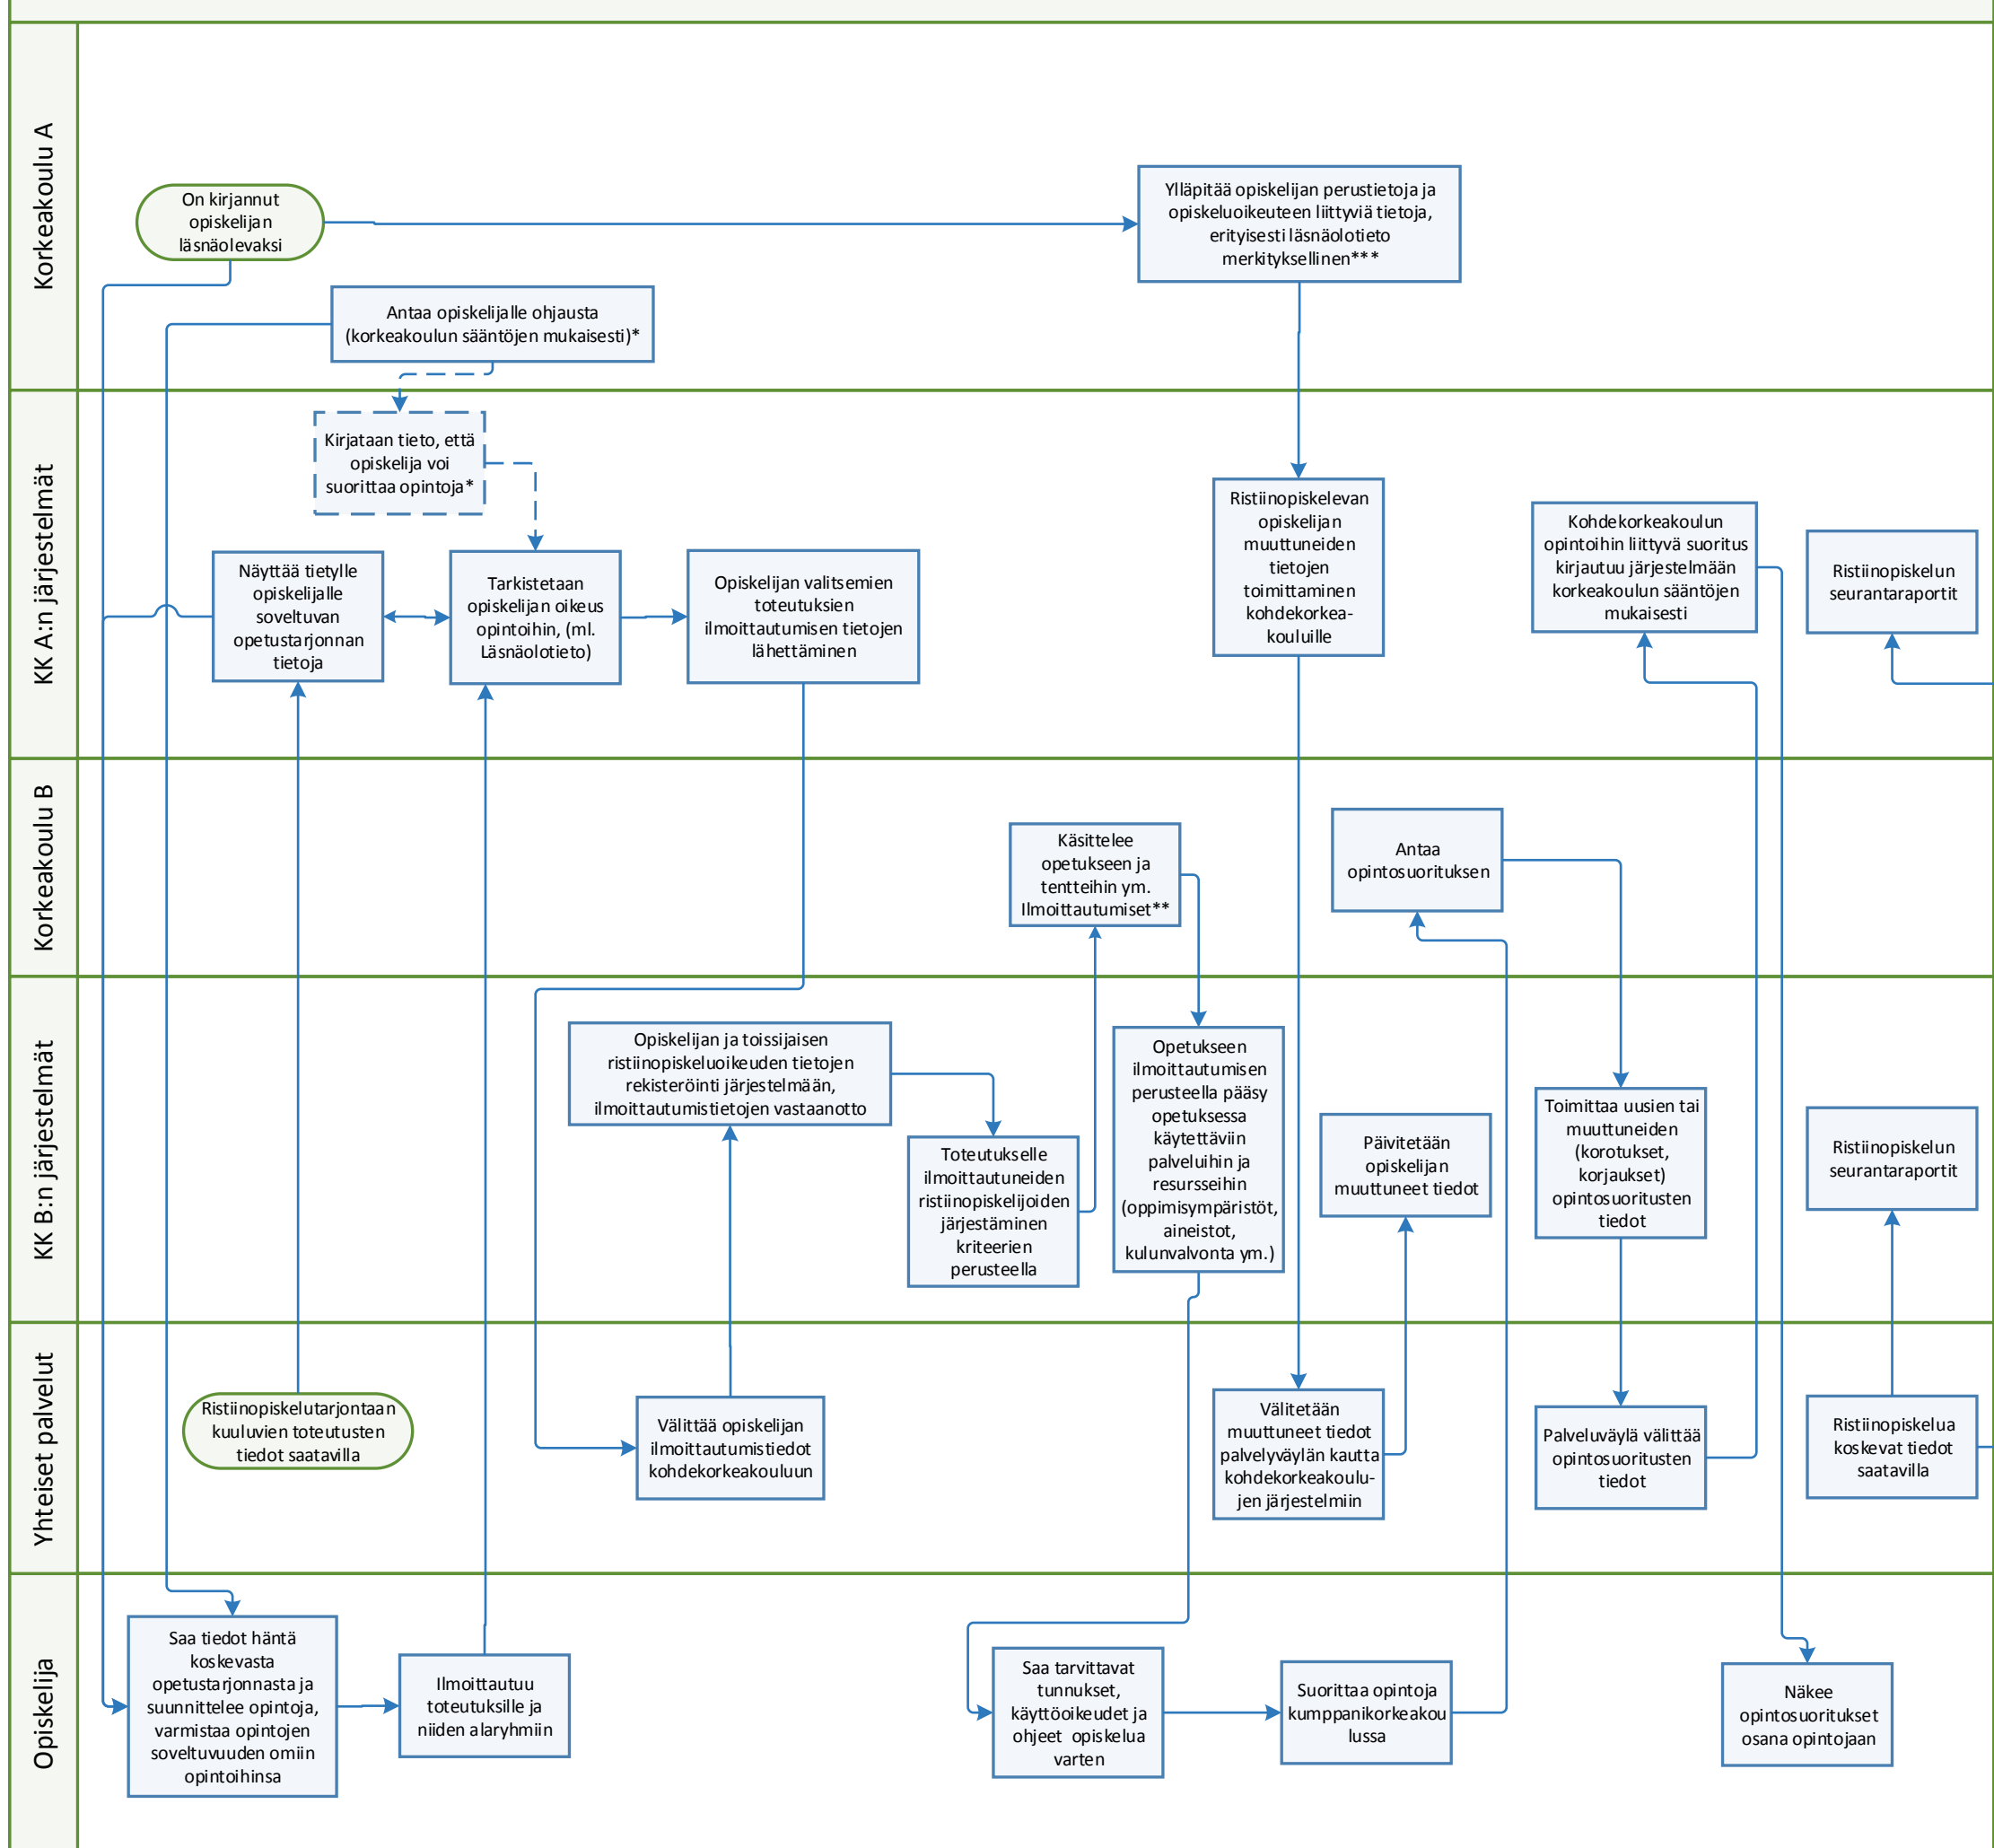 Korkeakoulu A
On kirjannut
opiskelijan
läsnäolevaksi
Ylläpitää opiskelijan perustietoja ja
opiskeluoikeuteen liittyviä tietoja,
erityisesti läsnäolotieto
merkityksellinen***
Antaa opiskelijalle ohjausta
(korkeakoulun sääntöjen mukaisesti)*
KK A:n järjestelmät
Kirjataan tieto, että
opiskelija voi
suorittaa opintoja*
Näyttää tietylle
opiskelijalle
soveltuvan
opetustarjonnan
tietoja
Tarkistetaan
opiskelijan oikeus
opintoihin, (ml.
Läsnäolotieto)
Opiskelijan valitsemien
toteutuksien
ilmoittautumisen tietojen
lähettäminen
Ristiinopiskelevan
opiskelijan
muuttuneiden
tietojen
toimittaminen
kohdekorkea-
kouluille
Kohdekorkeakoulun
opintoihin liittyvä suoritus
kirjautuu järjestelmään
korkeakoulun sääntöjen
mukaisesti
Ristiinopiskelun
seurantaraportit
Korkeakoulu B
Käsittelee
opetukseen ja
tentteihin ym.
Ilmoittautumiset**
Antaa
opintosuorituksen
KK B:n järjestelmät
Opiskelijan ja toissijaisen
ristiinopiskeluoikeuden tietojen
rekisteröinti järjestelmään,
ilmoittautumistietojen vastaanotto
Toteutukselle
ilmoittautuneiden
ristiinopiskelijoiden
järjestäminen
kriteerien
perusteella
Opetukseen
ilmoittautumisen
perusteella pääsy
opetuksessa
käytettäviin
palveluihin ja
resursseihin
(oppimisympäristöt,
aineistot,
kulunvalvonta ym.)
Päivitetään
opiskelijan
muuttuneet tiedot
Toimittaa uusien tai
muuttuneiden
(korotukset,
korjaukset)
opintosuoritusten
tiedot
Ristiinopiskelun
seurantaraportit
Yhteiset palvelut
Ristiinopiskelutarjontaan
kuuluvien toteutusten
tiedot saatavilla
Välittää opiskelijan
ilmoittautumistiedot
kohdekorkeakouluun
Välitetään
muuttuneet tiedot
palvelyväylän kautta
kohdekorkeakoulu-
jen järjestelmiin
Palveluväylä välittää
opintosuoritusten
tiedot
Ristiinopiskelua
koskevat tiedot
saatavilla
Opiskelija
Saa tiedot häntä
koskevasta
opetustarjonnasta ja
suunnittelee opintoja,
varmistaa opintojen
soveltuvuuden omiin
opintoihinsa
Ilmoittautuu
toteutuksille ja
niiden alaryhmiin
Saa tarvittavat
tunnukset,
käyttöoikeudet ja
ohjeet opiskelua
varten
Suorittaa opintoja
kumppanikorkeakou
lussa
Näkee
opintosuoritukset
osana opintojaan